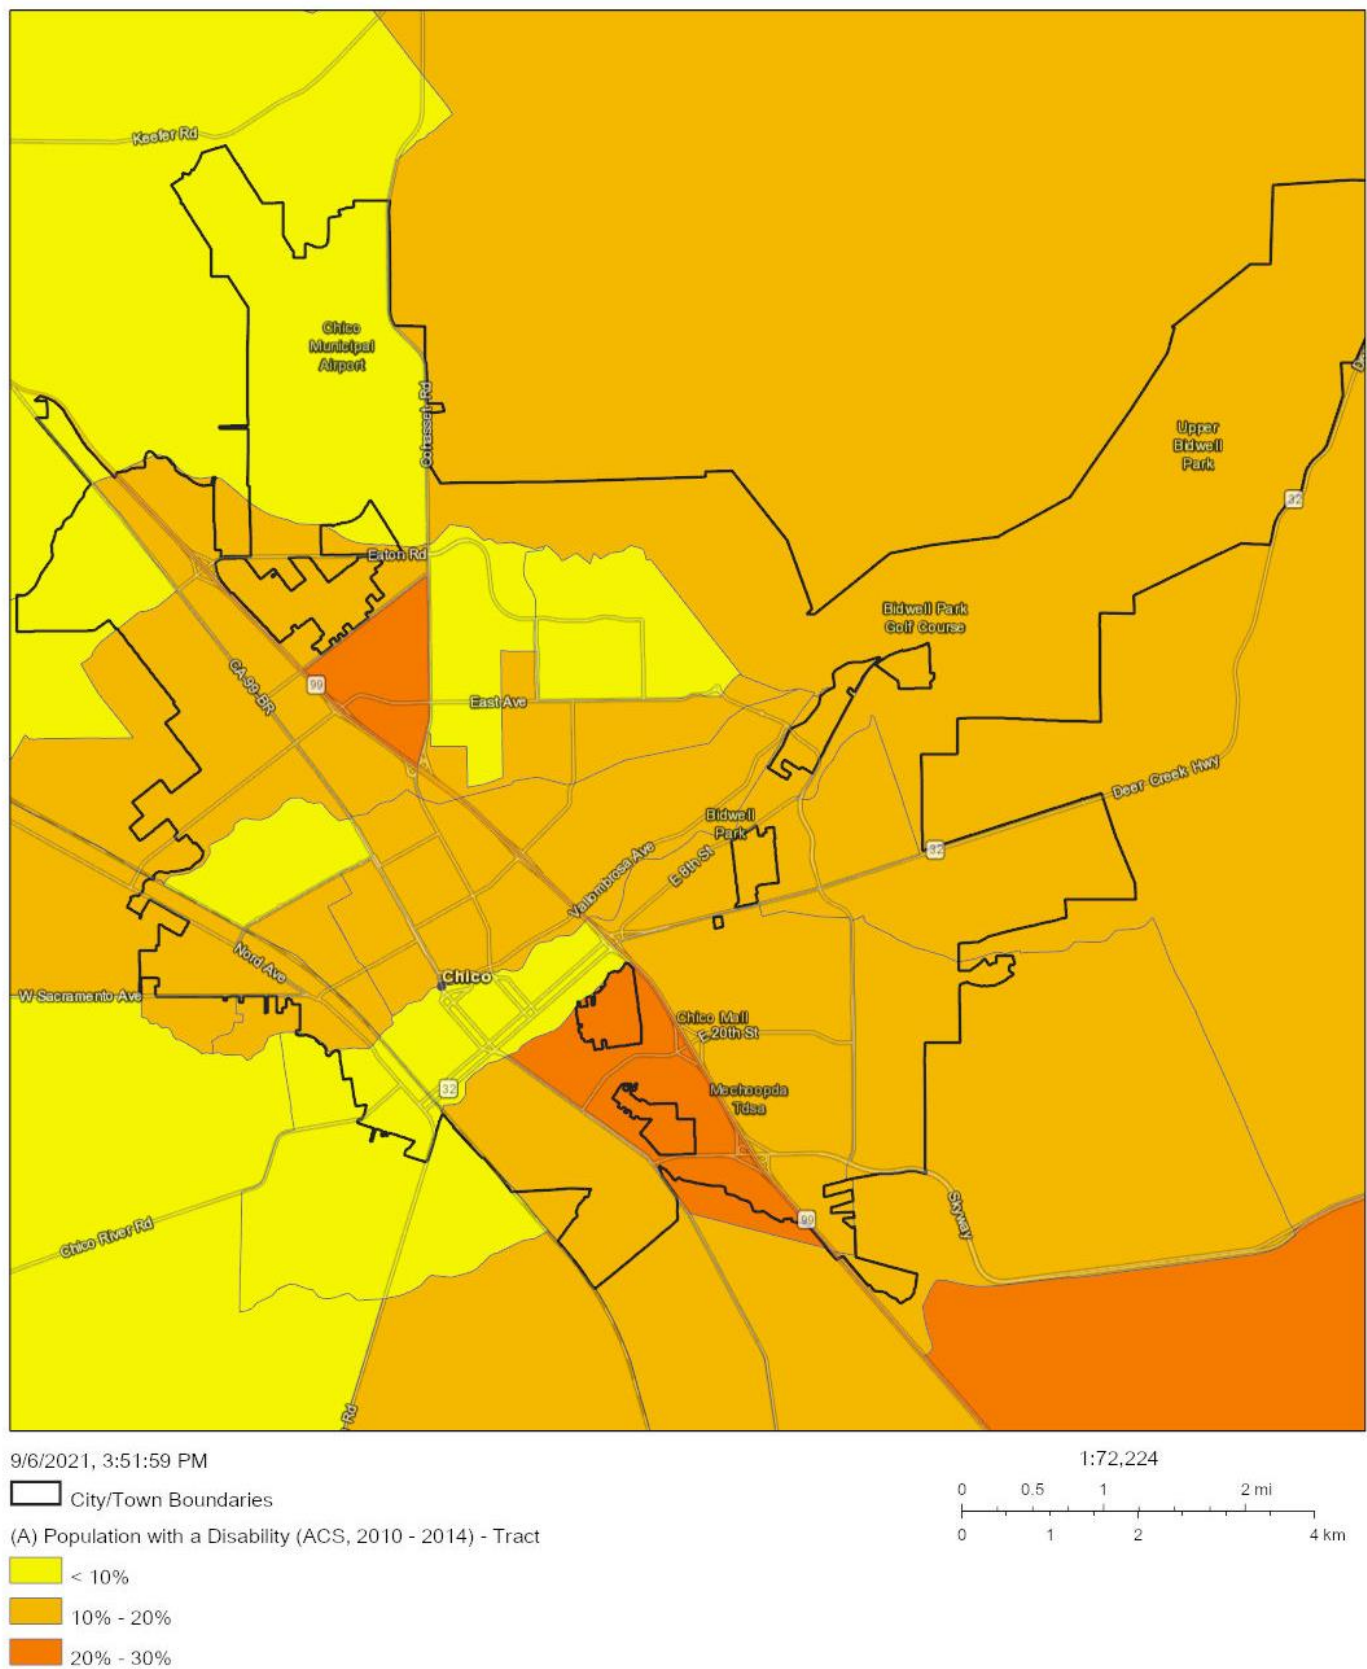 Keefer Rd
Chico
Municipal
Airport
Cohasset Rd
Upper
Bidwell
Park
32
Eaton Rd
Bidwell Park
Golf Course
CA-99-BR
99
East Ave
Deer Creek Hwy
Bidwell
Park
32
Vallombrosa Ave
E 8th St
Nord Ave
Chico
W Sacramento Ave
Chico Mall
E 20th St
32
Mechoopda
Tdsa
Chico River Rd
99
Skyway
Rd
9/6/2021, 3:51:59 PM
1:72,224
City/Town Boundaries
0 0.5 1 2 mi
0 1 2 4 km
(A) Population with a Disability (ACS, 2010 - 2014) - Tract
< 10%
10% - 20%
20% - 30%